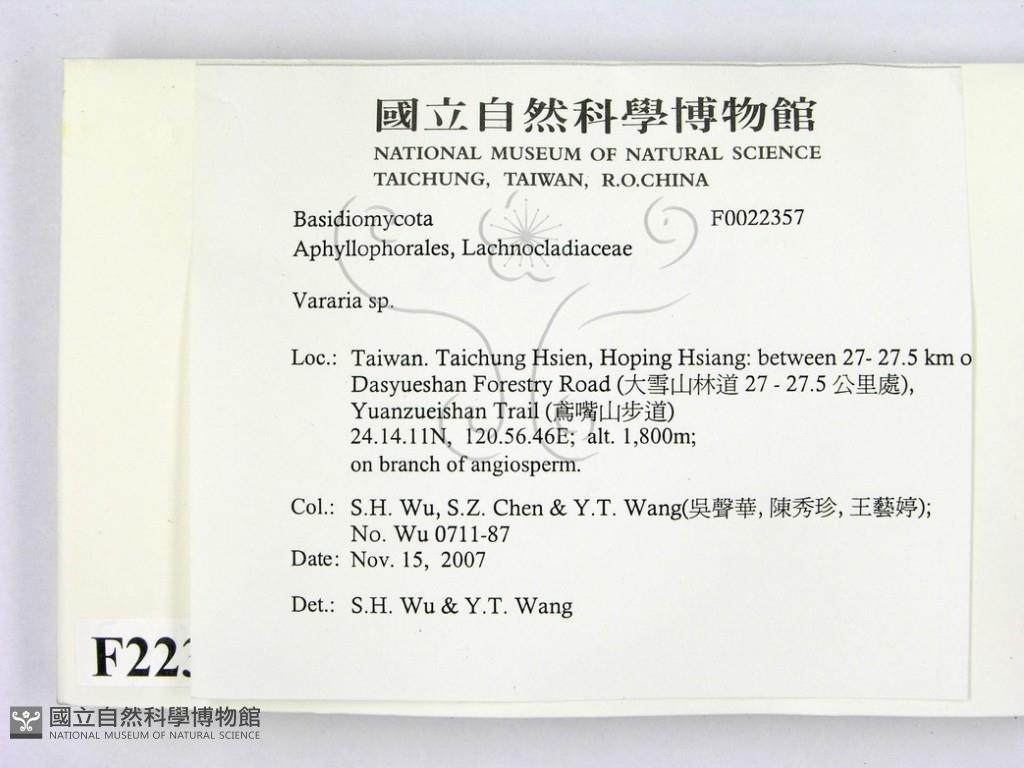 國立自然科學博物館
NATIONAL MUSEUM OF NATURAL SCIENCE
TAICHUNG, TAIWAN, R.O.CHINA
Basidiomycota F0022357
Aphyllophorales, Lachnocladiaceae
Vararia sp.
Loc.: Taiwan. Taichung Hsien, Hoping Hsiang: between 27- 27.5 km o
Dasyueshan Forestry Road (大雪山林道 27 - 27.5 公里處),
Yuanzueishan Trail (鳶嘴山步道)
24.14.11N, 120.56.46E; alt. 1,800m;
on branch of angiosperm.
Col.: S.H. Wu, S.Z. Chen & Y.T. Wang(吳聲華, 陳秀珍, 王藝婷);
No. Wu 0711-87
Date: Nov. 15, 2007
Det.: S.H. Wu & Y.T. Wang
F223
國立自然科學博物館
NATIONAL MUSEUM OF NATURAL SCIENCE